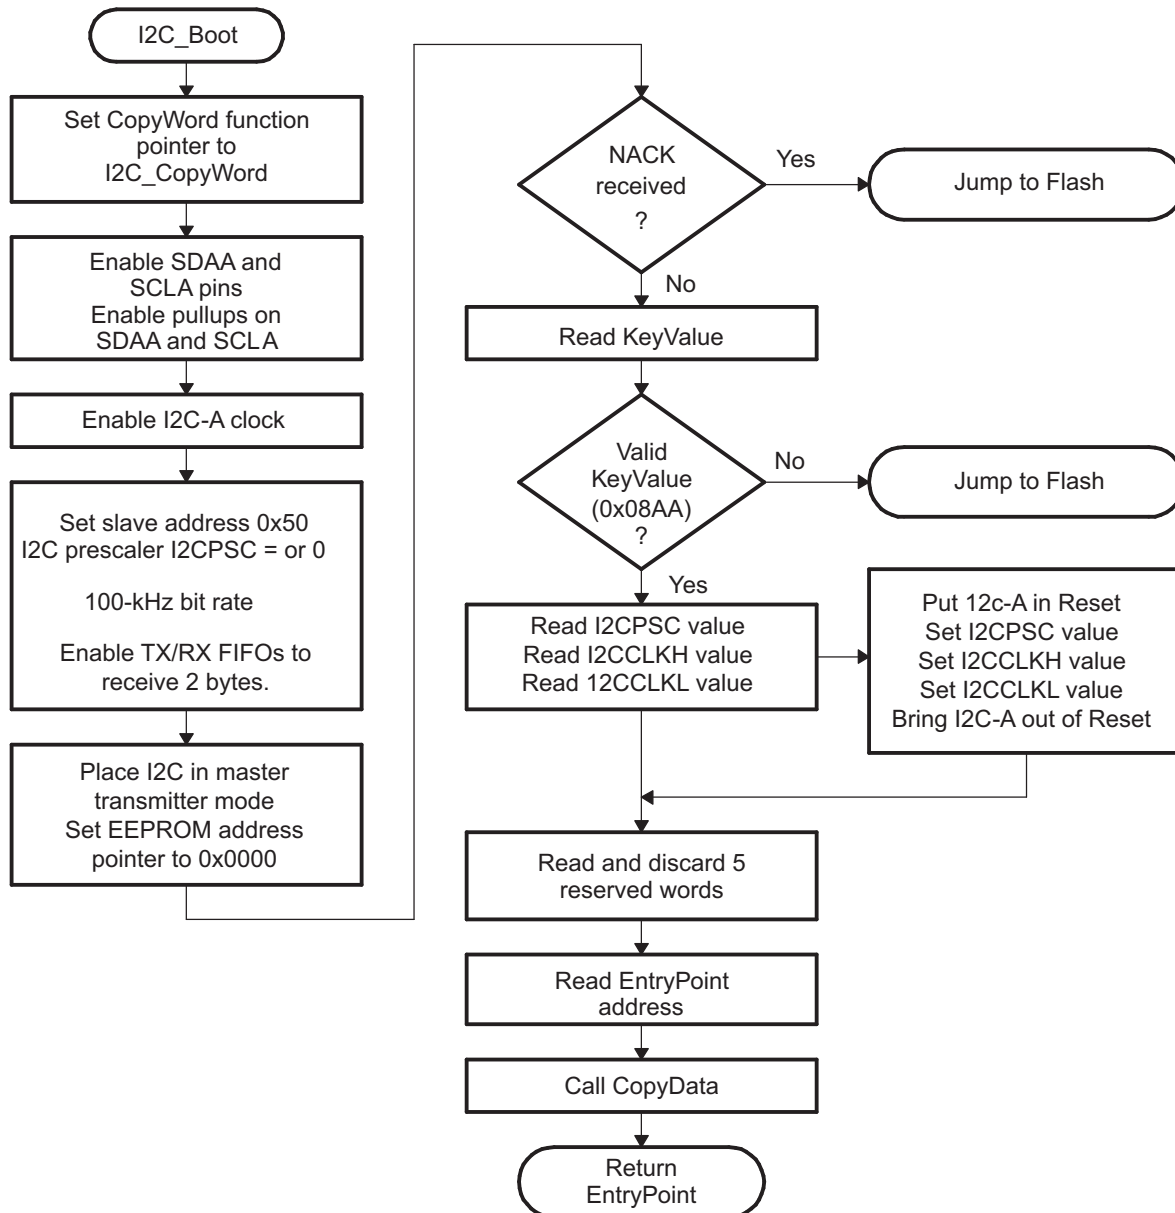 I2C_Boot
Set CopyWord function
pointer to
I2C_CopyWord
Enable SDAA and
SCLA pins
Enable pullups on
SDAA and SCLA
Enable I2C-A clock
Set slave address 0x50
I2C prescaler I2CPSC = or 0
100-kHz bit rate
Enable TX/RX FIFOs to
receive 2 bytes.
Place I2C in master
transmitter mode
Set EEPROM address
pointer to 0x0000
NACK
received
?
Yes
Jump to Flash
No
Read KeyValue
Valid
KeyValue
(0x08AA)
?
No
Jump to Flash
Yes
Read I2CPSC value
Read I2CCLKH value
Read 12CCLKL value
Put 12c-A in Reset
Set I2CPSC value
Set I2CCLKH value
Set I2CCLKL value
Bring I2C-A out of Reset
Read and discard 5
reserved words
Read EntryPoint
address
Call CopyData
Return
EntryPoint